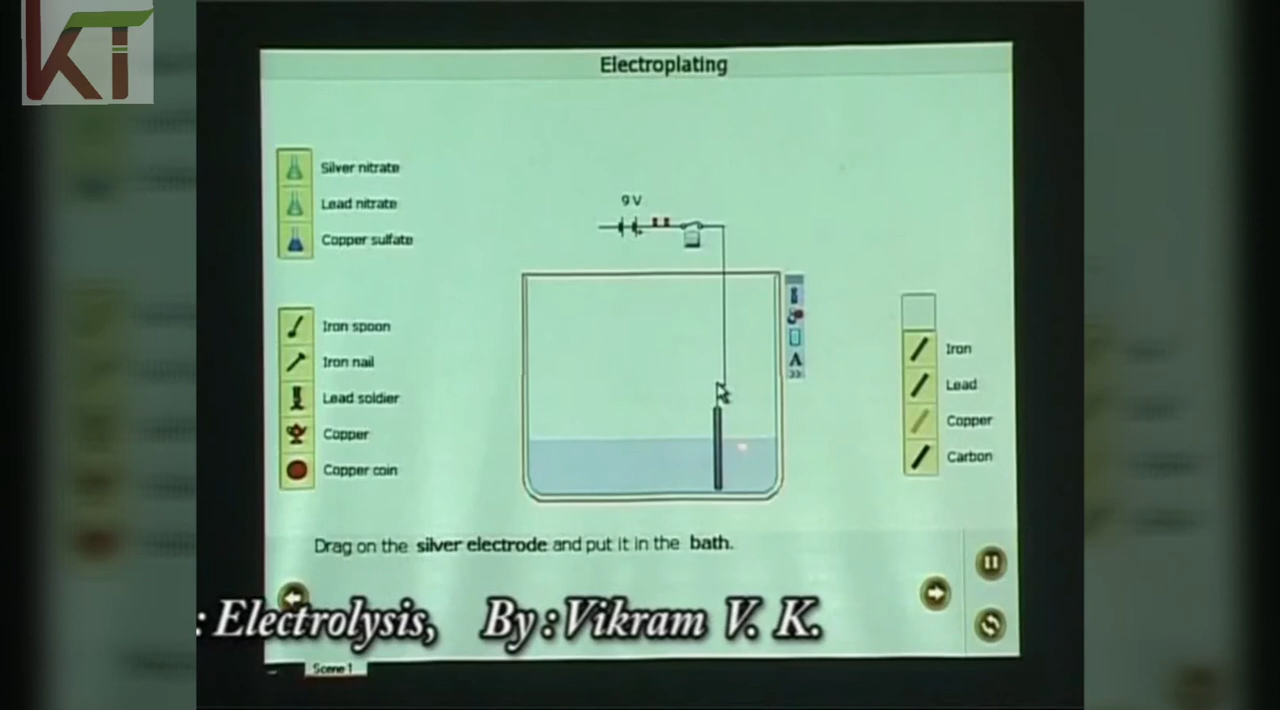 KI
Electroplating
Silver nitrate
Lead nitrate
Copper sulfate
9 V
Iron spoon
Iron nail
Lead soldier
Copper
Copper coin
A
Iron
Lead
Copper
Carbon
Drag on the silver electrode and put it in the bath.
: Electrolysis, By : Vikram V. K.
Scene 1